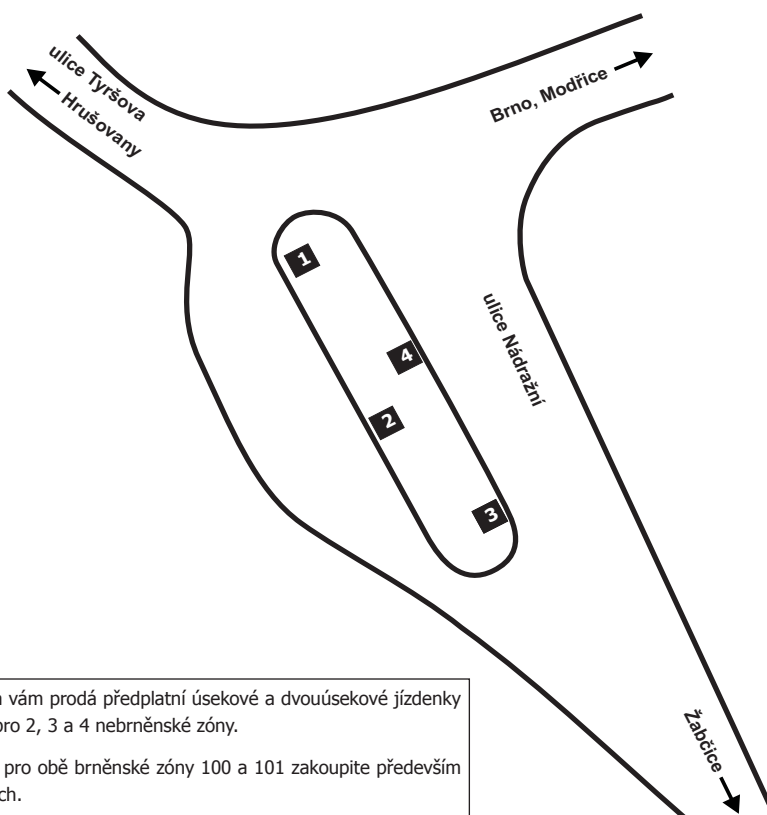 ulice Tyršova
Hrušovany
Brno, Modřice
1
4
ulice Nádražní
2
3
vám prodá předplatní úsekové a dvouúsekové jízdenky
pro 2, 3 a 4 nebrněnské zóny.
pro obě brněnské zóny 100 a 101 zakoupite především
Žabčice